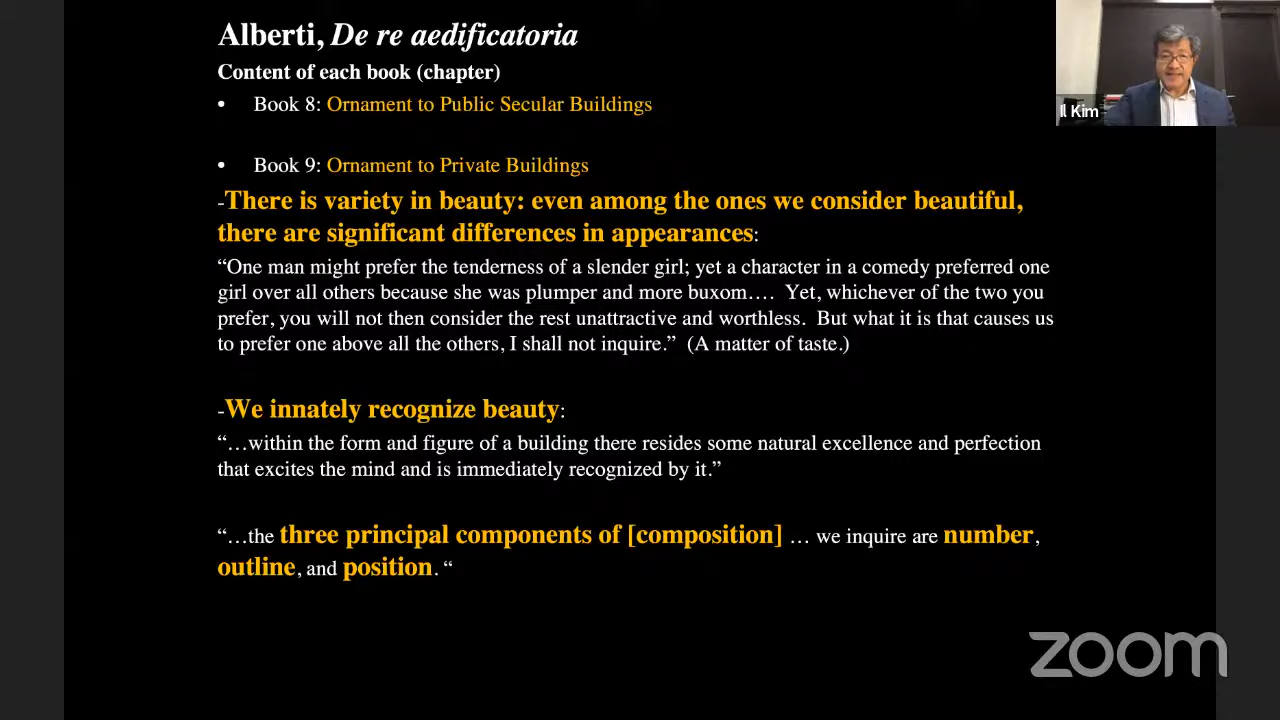 Alberti, De re aedificatoria
Content of each book (chapter)
• Book 8: Ornament to Public Secular Buildings
• Book 9: Ornament to Private Buildings
-There is variety in beauty: even among the ones we consider beautiful,
there are significant differences in appearances:
“One man might prefer the tenderness of a slender girl; yet a character in a comedy preferred one
girl over all others because she was plumper and more buxom…. Yet, whichever of the two you
prefer, you will not then consider the rest unattractive and worthless. But what it is that causes us
to prefer one above all the others, I shall not inquire.” (A matter of taste.)
-We innately recognize beauty:
“…within the form and figure of a building there resides some natural excellence and perfection
that excites the mind and is immediately recognized by it.”
“…the three principal components of [composition] … we inquire are number,
outline, and position. “
Il Kim
zoom